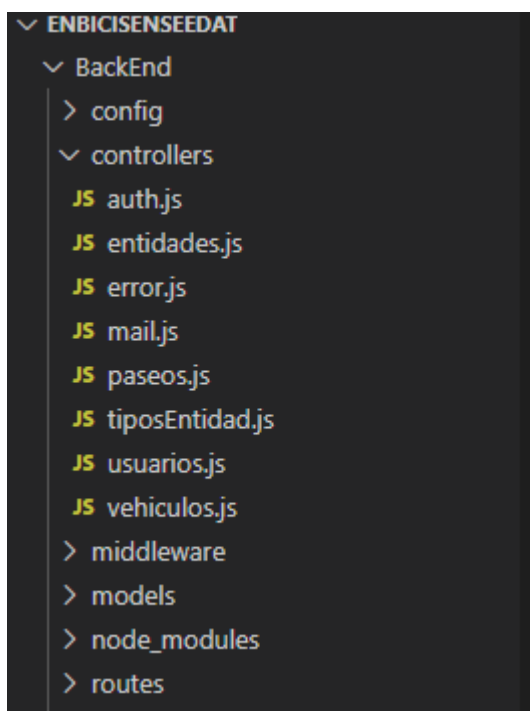 ENBICISENSEEDAT
BackEnd
config
controllers
JS auth.js
JS entidades.js
JS error.js
JS mail.js
JS paseos.js
JS tiposEntidad.js
JS usuarios.js
JS vehiculos.js
middleware
models
node_modules
routes